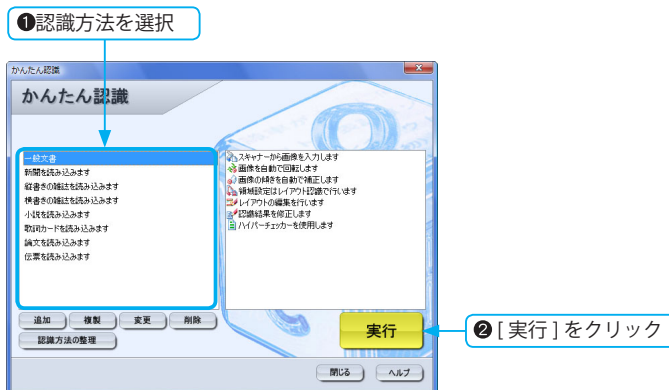 ❶認識方法を選択
かんたん認識
かんたん認識
一般文書
新聞を読み込みます
縦書きの雑誌を読み込みます
横書きの雑誌を読み込みます
小説を読み込みます
歌詞カードを読み込みます
論文を読み込みます
伝票を読み込みます
スキャナーから画像を入力します
画像を自動で回転します
画像の傾きを自動で補正します
領域設定はレイアウト認識で行います
レイアウトの編集を行います
認識結果を修正します
ハイパーチェッカーを使用します
追加 複製 変更 削除
認識方法の整理
実行
❷ [ 実行 ] をクリック
閉じる ヘルプ